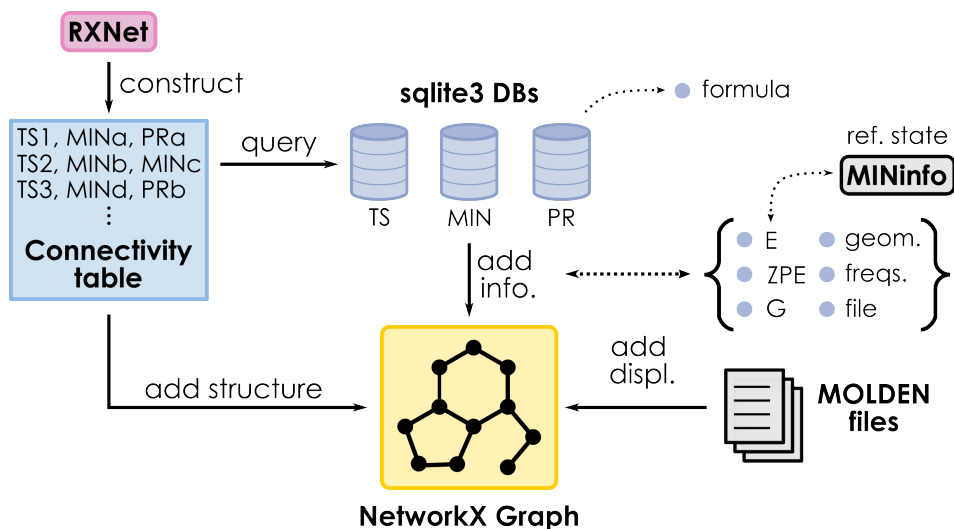 RXNet
construct
TS1, MINa, PRa
TS2, MINb, MINc
TS3, MINd, PRb
⋮
Connectivity
table
query
sqlite3 DBs
TS
MIN
PR
formula
ref. state
MINinfo
add
info.
E
geom.
ZPE
freqs.
G
file
add structure
add
displ.
MOLDEN
files
NetworkX Graph